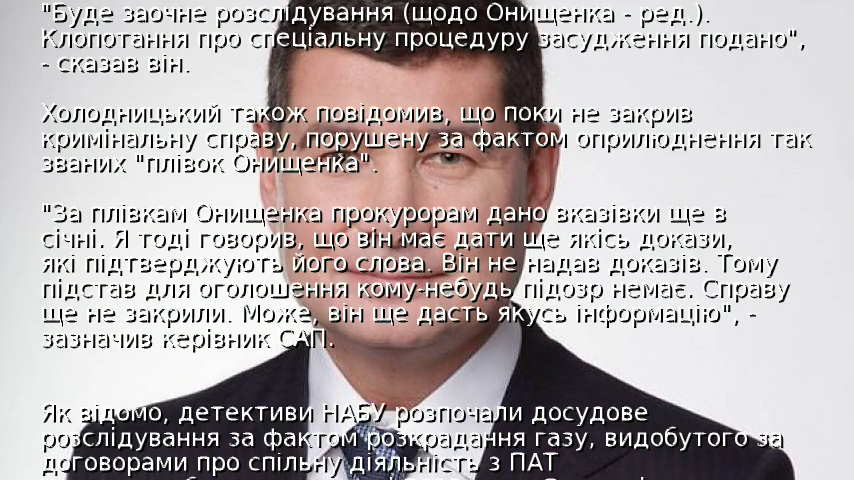 "Буде заочне розслідування (щодо Онищенка - ред.).
Клопотання про спеціальну процедуру засудження подано",
- сказав він.
Холодницький також повідомив, що поки не закрив
кримінальну справу, порушену за фактом оприлюднення так
званих "плівок Онищенка".
"За плівкам Онищенка прокурорам дано вказівки ще в
січні. Я тоді говорив, що він має дати ще якісь докази,
які підтверджують його слова. Він не надав доказів. Тому
підстав для оголошення кому-небудь підозр немає. Справу
ще не закрили. Може, він ще дасть якусь інформацію", -
зазначив керівник САП.
Як відомо, детективи НАБУ розпочали досудове
розслідування за фактом розкрадання газу, видобутого за
договорами про спільну діяльність з ПАТ